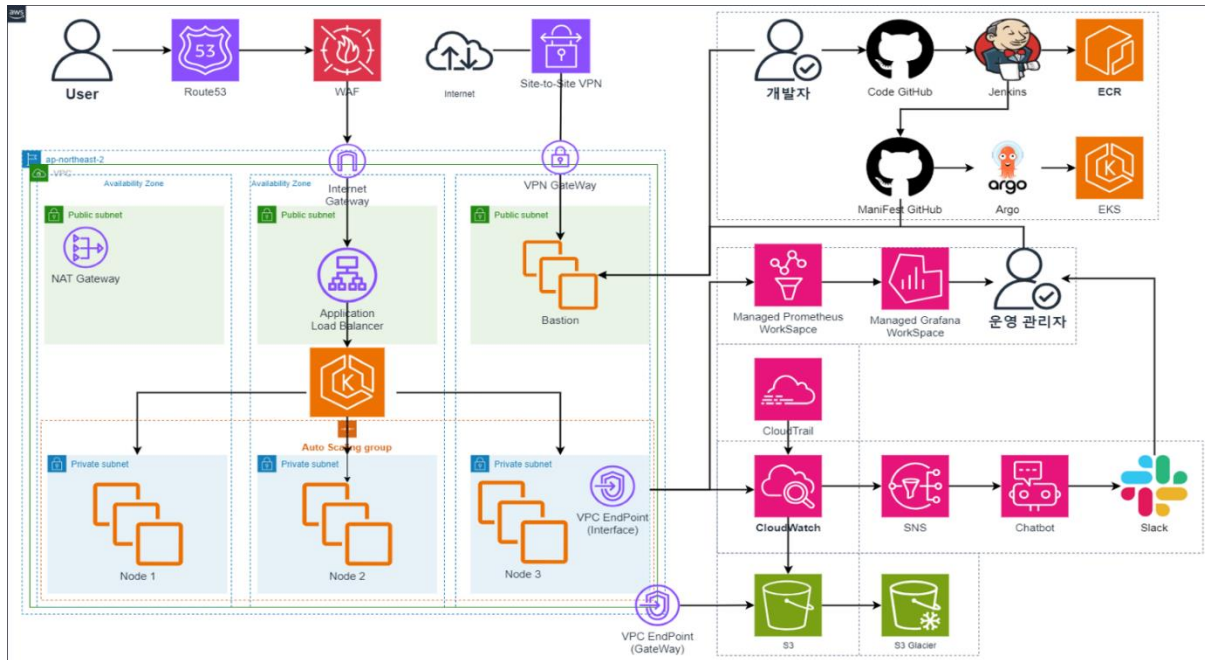 aws
53
User
Route53
WAF
Internet
Site-to-Site VPN
개발자
Code GitHub
Jenkins
ECR
ap-northeast-2
VPC
Availability Zone
Availability Zone
Internet
Gateway
VPN GateWay
ManiFest GitHub
argo
Argo
K
EKS
Public subnet
Public subnet
Public subnet
NAT Gateway
Application
Load Balancer
Bastion
Managed Prometheus
WorkSapce
Managed Grafana
WorkSpace
운영 관리자
K
CloudTrail
Auto Scaling group
Private subnet
Private subnet
Private subnet
VPC EndPoint
(Interface)
Node 1
Node 2
Node 3
CloudWatch
SNS
Chatbot
Slack
VPC EndPoint
(GateWay)
S3
S3 Glacier